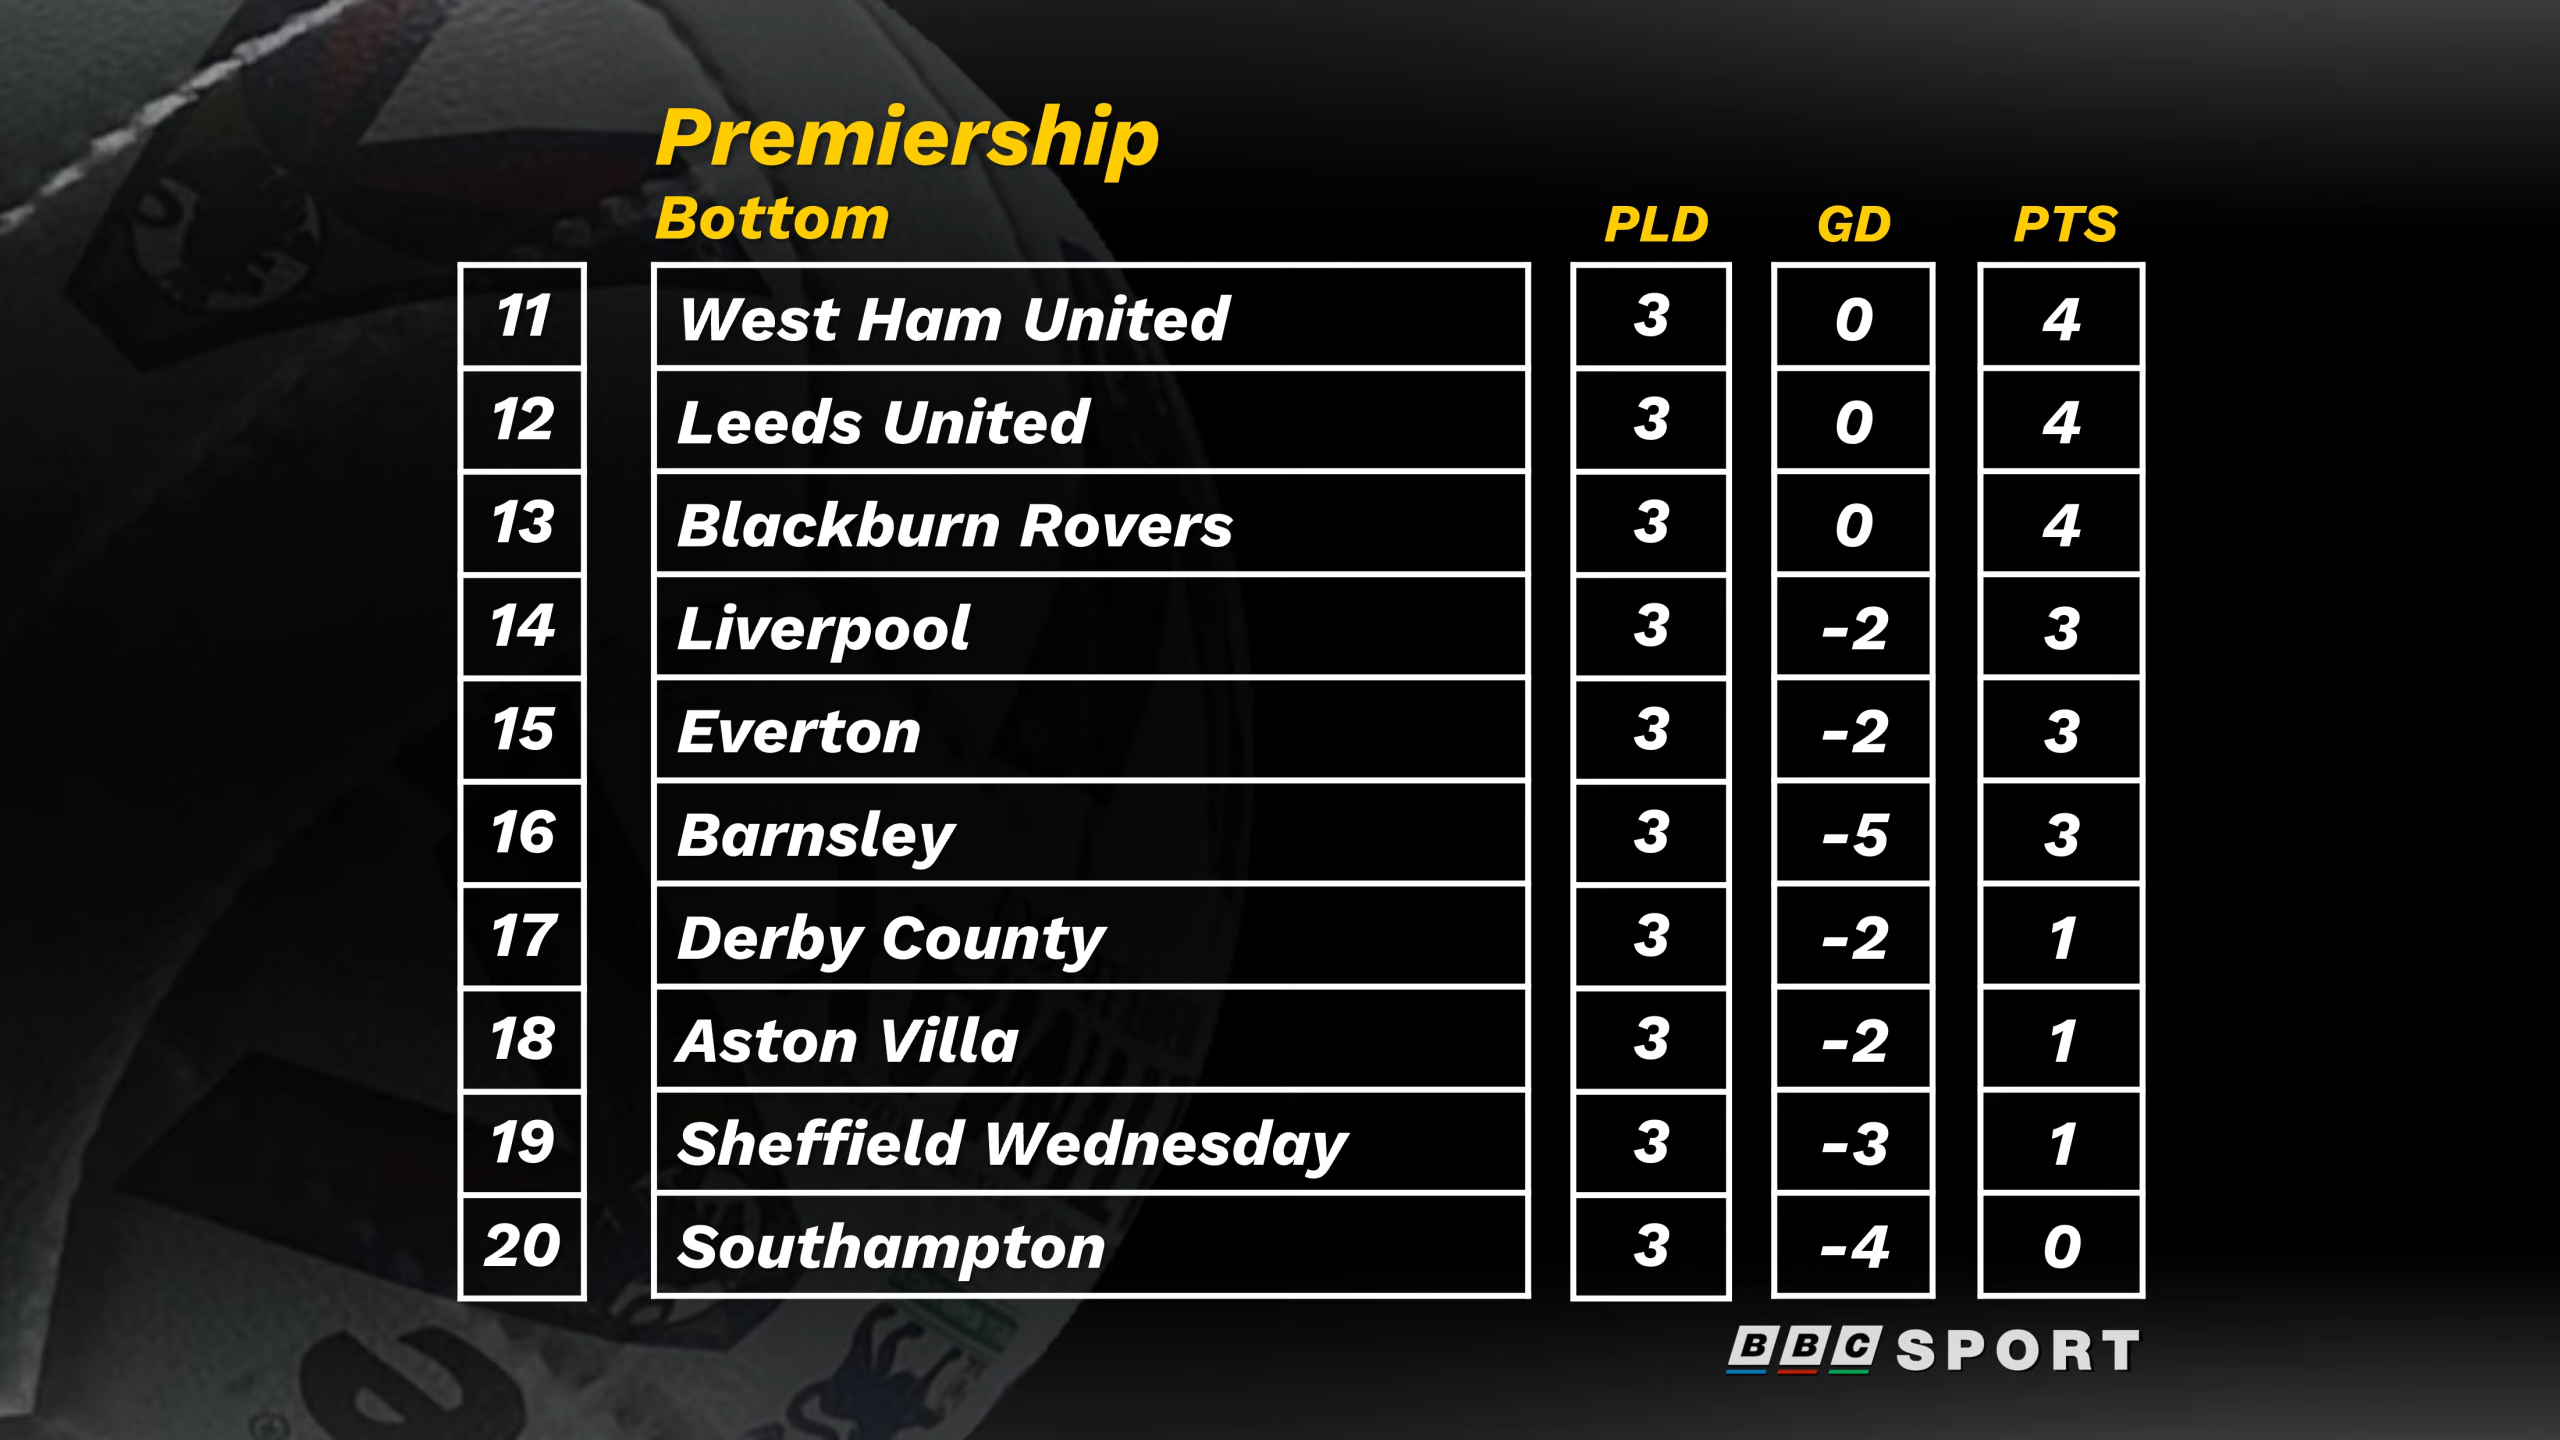 Premiership
Bottom PLD GD PTS
11 West Ham United 3 0 4
12 Leeds United 3 0 4
13 Blackburn Rovers 3 0 4
14 Liverpool 3 -2 3
15 Everton 3 -2 3
16 Barnsley 3 -5 3
17 Derby County 3 -2 1
18 Aston Villa 3 -2 1
19 Sheffield Wednesday 3 -3 1
20 Southampton 3 -4 0
BBC SPORT